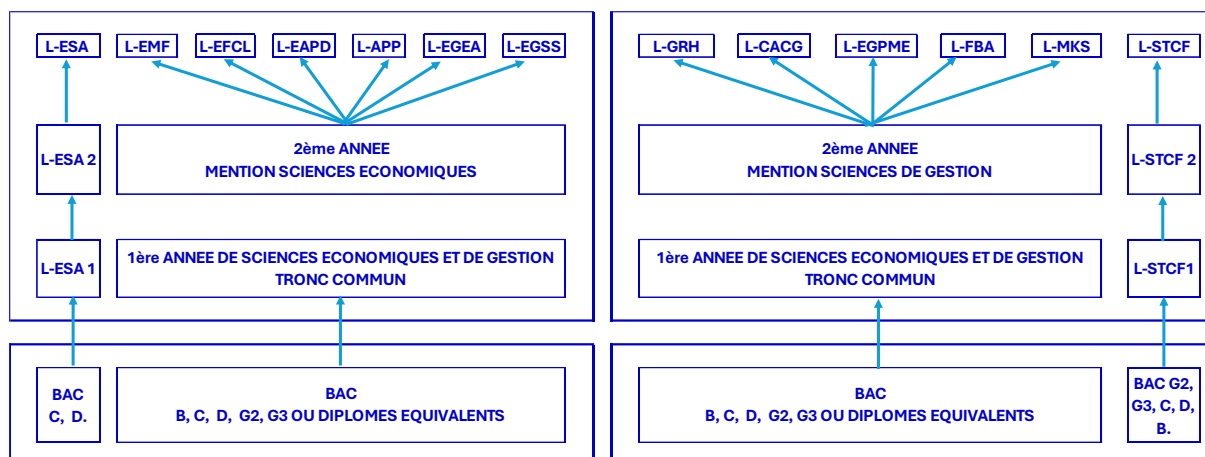 L-ESA
L-EMF
L-EFCL
L-EAPD
L-APP
L-EGEA
L-EGSS
L-ESA 2
2ème ANNEE
MENTION SCIENCES ECONOMIQUES
L-ESA 1
1ère ANNEE DE SCIENCES ECONOMIQUES ET DE GESTION
TRONC COMMUN
BAC
C, D.
BAC
B, C, D, G2, G3 OU DIPLOMES EQUIVALENTS
L-GRH
L-CACG
L-EGPME
L-FBA
L-MKS
L-STCF
2ème ANNEE
MENTION SCIENCES DE GESTION
L-STCF 2
1ère ANNEE DE SCIENCES ECONOMIQUES ET DE GESTION
TRONC COMMUN
L-STCF1
BAC
B, C, D, G2, G3 OU DIPLOMES EQUIVALENTS
BAC G2,
G3, C, D,
B.